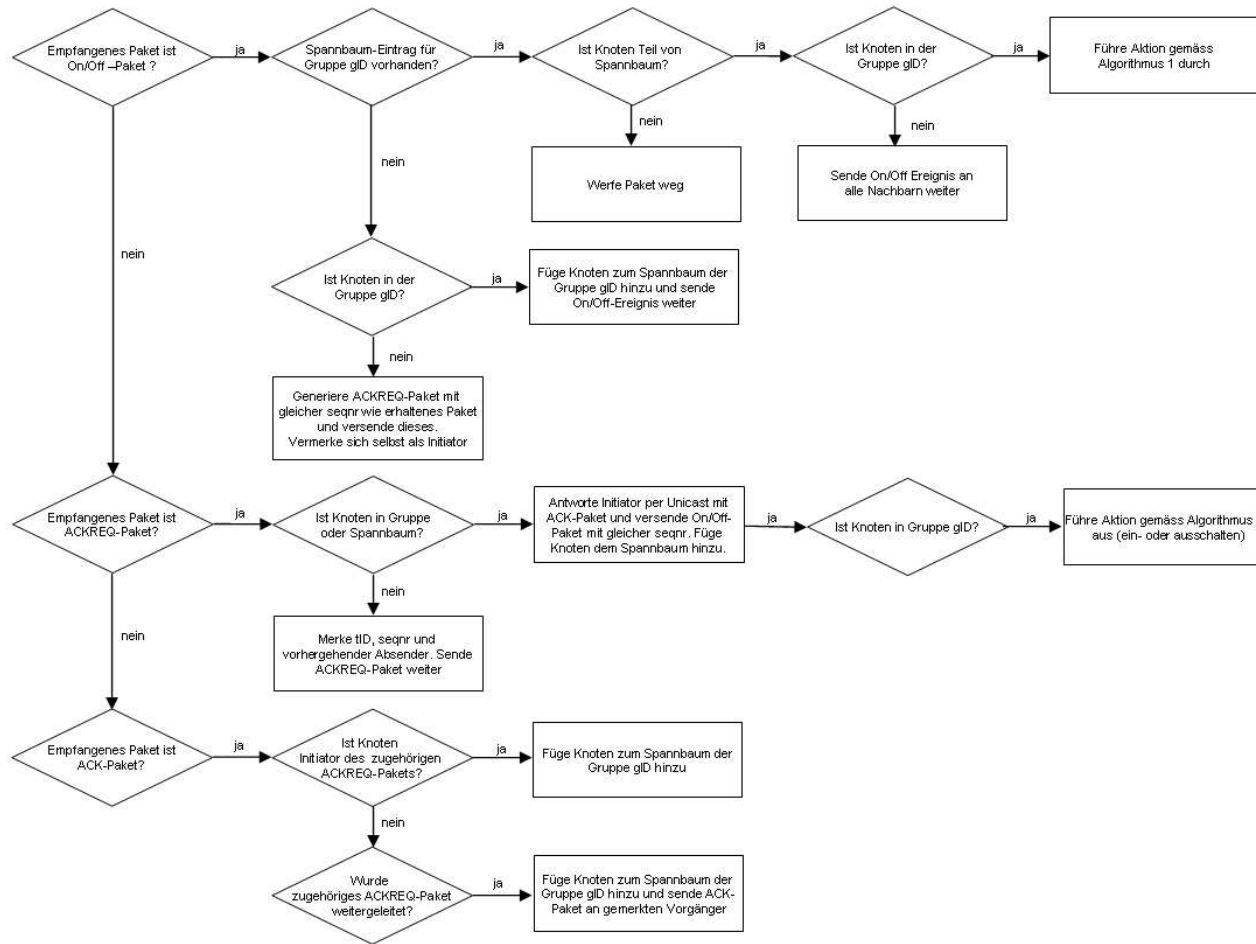 Empfangenes Paket ist
On/Off –Paket ?
ja
Spannbaum-Eintrag für
Gruppe gID vorhanden?
ja
Ist Knoten Teil von
Spannbaum?
ja
Ist Knoten in der
Gruppe gID?
ja
Führe Aktion gemäss
Algorithmus 1 durch
nein
nein
nein
Werfe Paket weg
Sende On/Off Ereignis an
alle Nachbarn weiter
nein
Ist Knoten in der
Gruppe gID?
ja
Füge Knoten zum Spannbaum der
Gruppe gID hinzu und sende
On/Off-Ereignis weiter
nein
Generiere ACKREQ-Paket mit
gleicher seqnr wie erhaltenes Paket
und versende dieses.
Vermerke sich selbst als Initiator
Empfangenes Paket ist
ACKREQ-Paket?
ja
Ist Knoten in Gruppe
oder Spannbaum?
ja
Antworte Initiator per Unicast mit
ACK-Paket und versende On/Off-
Paket mit gleicher seqnr. Füge
Knoten dem Spannbaum hinzu.
ja
Ist Knoten in Gruppe gID?
ja
Führe Aktion gemäss Algorithmus
aus (ein- oder ausschalten)
nein
nein
Merke tID, seqnr und
vorhergehender Absender. Sende
ACKREQ-Paket weiter
Empfangenes Paket ist
ACK-Paket?
ja
Ist Knoten
Initiator des zugehörigen
ACKREQ-Pakets?
ja
Füge Knoten zum Spannbaum der
Gruppe gID hinzu
nein
Wurde
zugehöriges ACKREQ-Paket
weitergeleitet?
ja
Füge Knoten zum Spannbaum der
Gruppe gID hinzu und sende ACK-
Paket an gemerkten Vorgänger